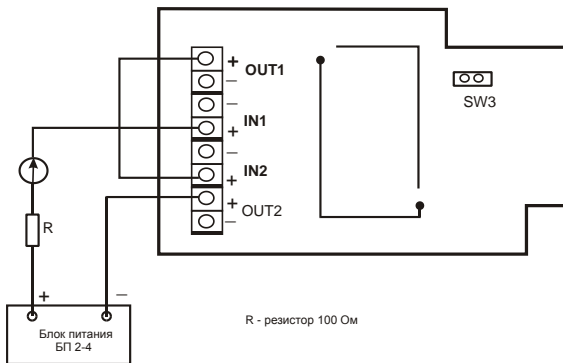 + OUT1
–
–
IN1
+
–
IN2
+
+
OUT2
–
SW3
R
+ –
Блок питания
БП 2-4
R - резистор 100 Ом